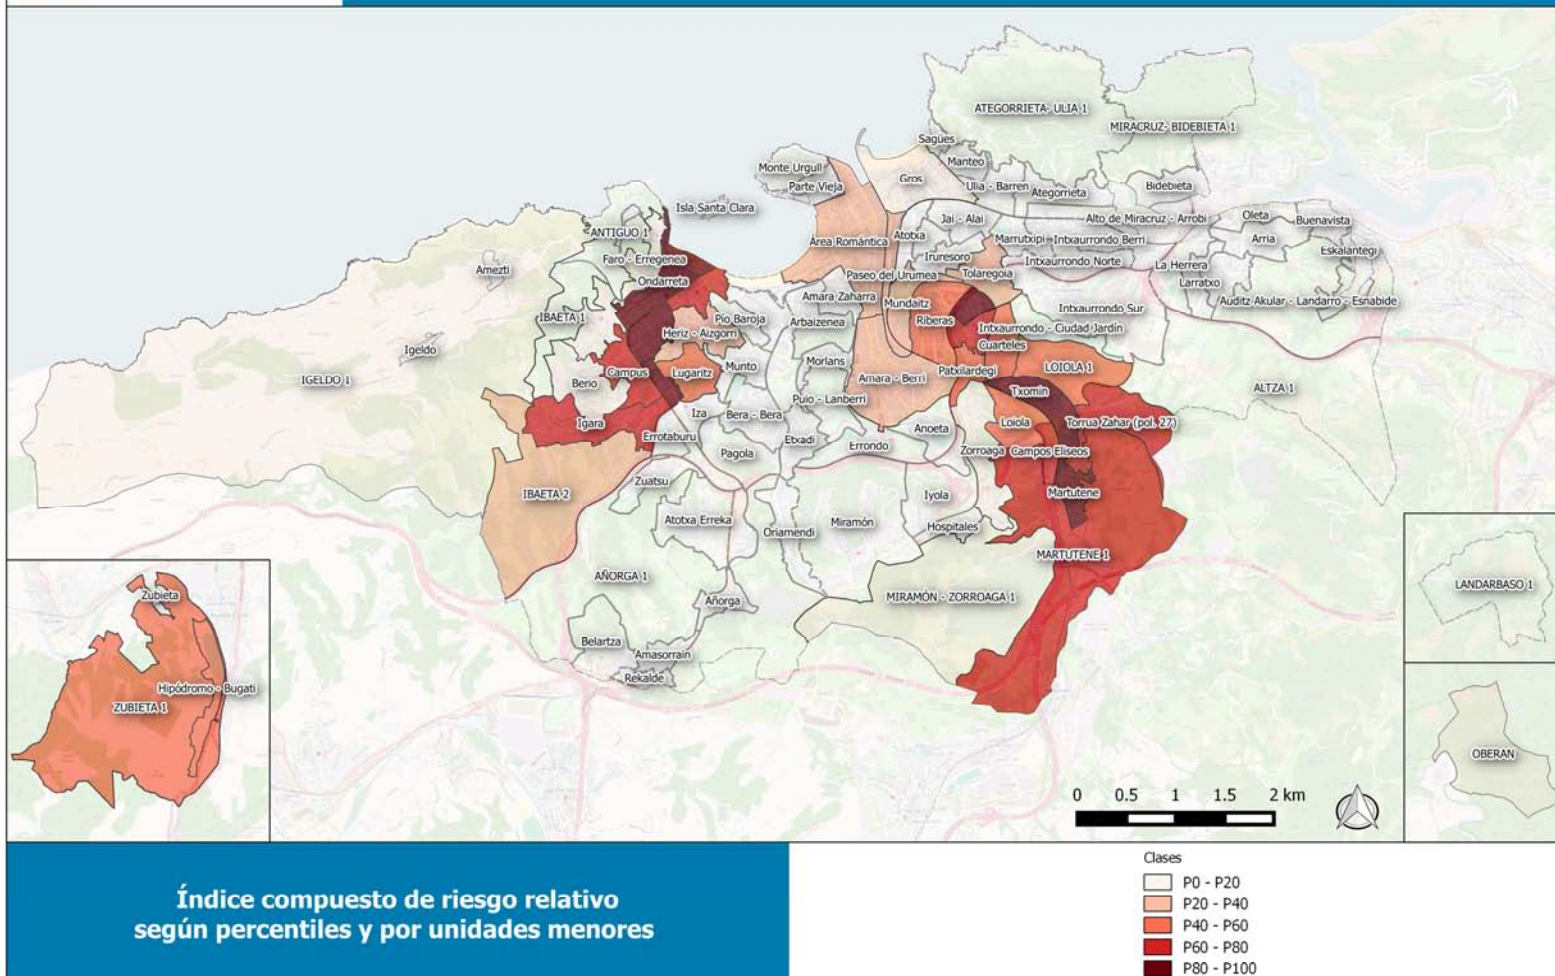 ATEGORRIETA- ULIA 1
MIRACRUZ- BIDEBIETA 1
Sagües
Monte Urgull
Manteo
Gros
Parte Vieja
Ulia - Barren
Ategorrieta
Bidebieta
Isla Santa Clara
Jai - Alai
Alto de Miracruz - Arrobi
Oleta
Buenavista
ANTIGUO 1
Área Romántica
Atotxa
Marrutxipi
Intxaurrondo Berri
Arria
Eskalantegi
Faro - Erregenea
Iruresoro
Intxaurrondo Norte
La Herrera
Amezti
Ondarreta
Paseo del Urumea
Tolaregoia
Larratxo
Amara Zaharra
Mundaitz
Auditz Akular - Landarro - Esnabide
Intxaurrondo Sur
IBAETA 1
Pío Baroja
Arbaizenea
Riberas
Intxaurrondo - Ciudad Jardín
Heriz - Aizgorri
Cuarteles
Igeldo
Munto
Morlans
LOIOLA 1
IGELDO 1
Campus
Lugaritz
Amara - Berri
Patxilardegi
Berio
ALTZA 1
Txomin
Puio - Lanberri
Iza
Bera - Bera
Igara
Loiola
Torrua Zahar (pol. 27)
Anoeta
Errotaburu
Etxadi
Errondo
Pagola
Zorroaga
Campos Elíseos
Zuatsu
IBAETA 2
Iyola
Martutene
Atotxa Erreka
Oriamendi
Miramón
Hospitales
MARTUTENE 1
AÑORGA 1
LANDARBASO 1
Zubieta
MIRAMÓN - ZORROAGA 1
Añorga
Belartza
Amasorrain
Rekalde
Hipódromo - Bugati
ZUBIETA 1
OBERAN
0 0.5 1 1.5 2 km
Índice compuesto de riesgo relativo
según percentiles y por unidades menores
Clases
P0 - P20
P20 - P40
P40 - P60
P60 - P80
P80 - P100